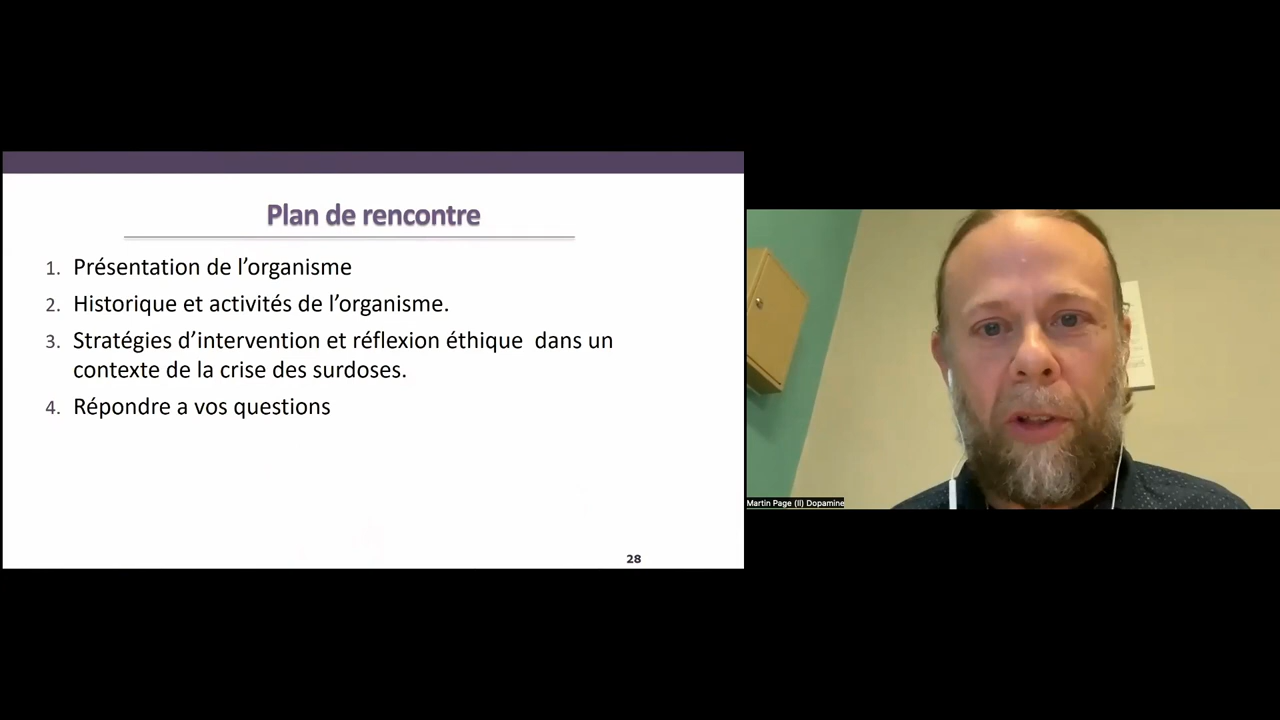 Plan de rencontre
1. Présentation de l’organisme
2. Historique et activités de l’organisme.
3. Stratégies d’intervention et réflexion éthique  dans un
contexte de la crise des surdoses.
4. Répondre a vos questions
28
Martin Page (Il) Dopamine